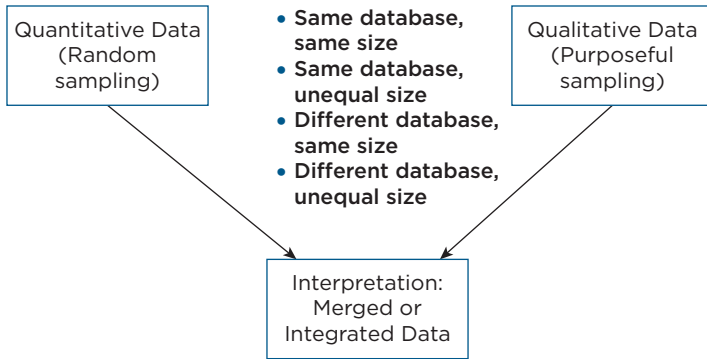 Quantitative Data
(Random
sampling)
• Same database,
same size
• Same database,
unequal size
• Different database,
same size
• Different database,
unequal size
Qualitative Data
(Purposeful
sampling)
Interpretation:
Merged or
Integrated Data